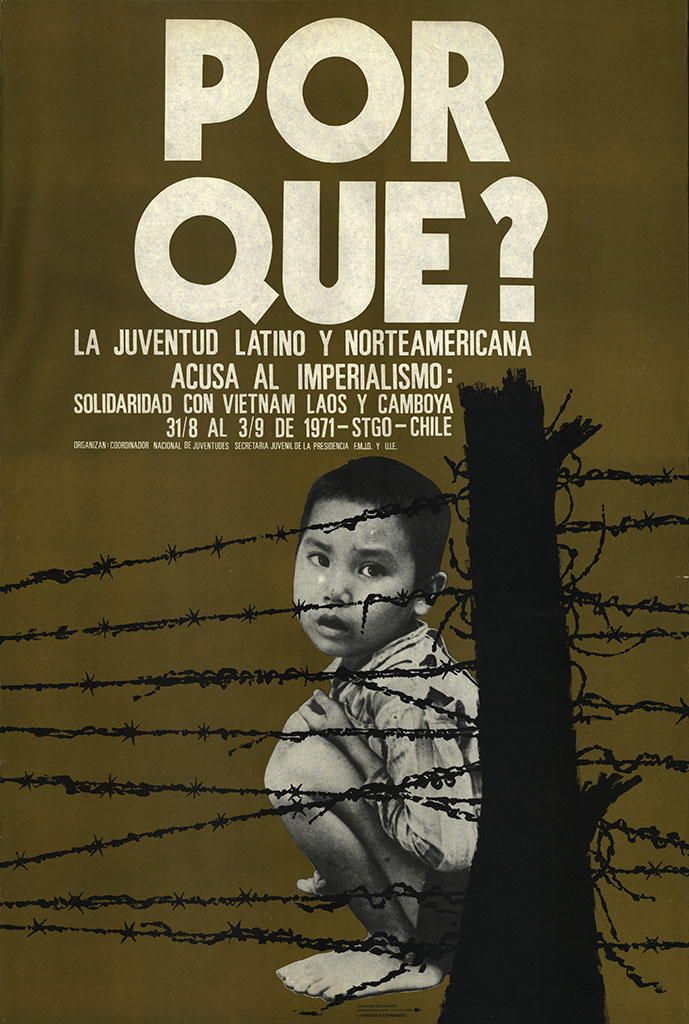 POR
QUE?
LA JUVENTUD LATINO Y NORTEAMERICANA
ACUSA AL IMPERIALISMO:
SOLIDARIDAD CON VIETNAM LAOS Y CAMBOYA
31/8 AL 3/9 DE 1971-STGO-CHILE
ORGANIZAN: COORDINADOR NACIONAL DE JUVENTUDES SECRETARIA JUVENIL DE LA PRESIDENCIA F.M.J.D. Y U.I.E.